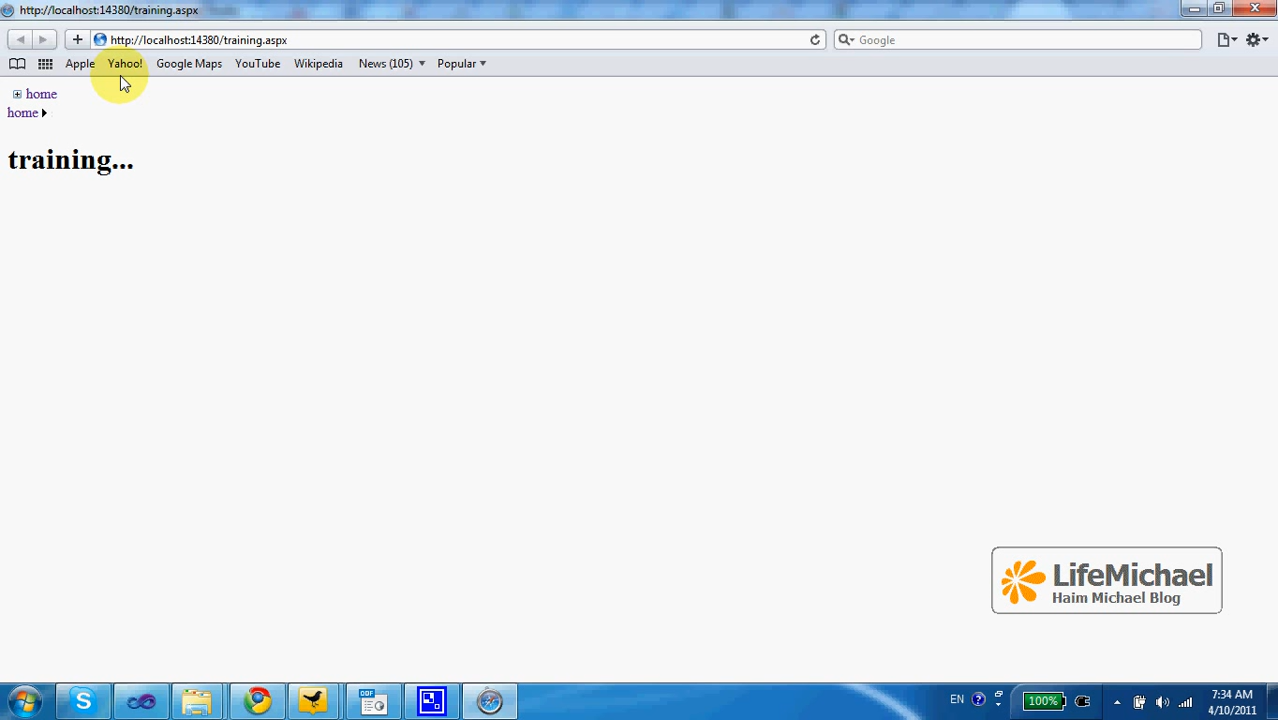 http://localhost:14380/training.aspx
http://localhost:14380/training.aspx
Google
Apple Yahoo! Google Maps YouTube Wikipedia News (105) Popular
home
home
training...
LifeMichael
Haim Michael Blog
ODF
EN 100% 7:34 AM
4/10/2011